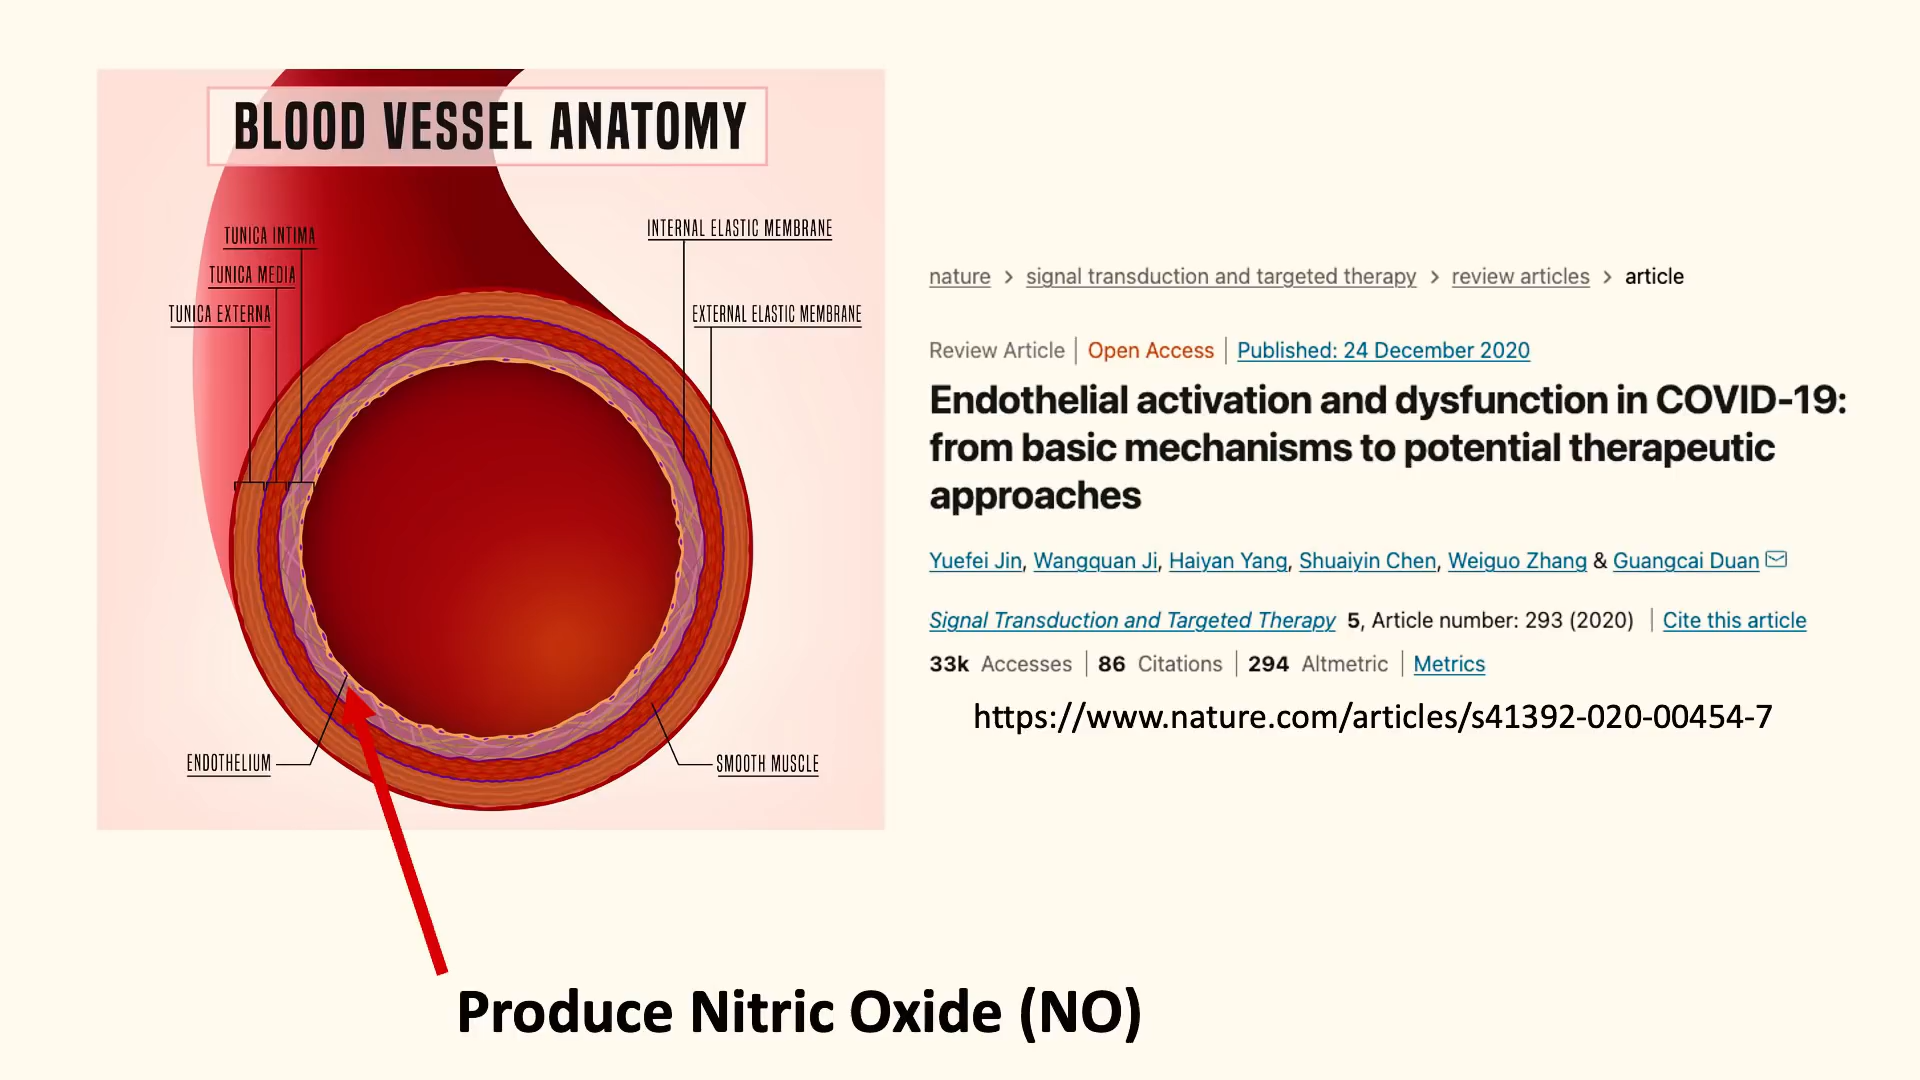 BLOOD VESSEL ANATOMY
TUNICA INTIMA
TUNICA MEDIA
TUNICA EXTERNA
INTERNAL ELASTIC MEMBRANE
EXTERNAL ELASTIC MEMBRANE
ENDOTHELIUM
SMOOTH MUSCLE
nature > signal transduction and targeted therapy > review articles > article
Review Article | Open Access | Published: 24 December 2020
Endothelial activation and dysfunction in COVID-19:
from basic mechanisms to potential therapeutic
approaches
Yuefei Jin, Wangquan Ji, Haiyan Yang, Shuaiyin Chen, Weiguo Zhang & Guangcai Duan
Signal Transduction and Targeted Therapy 5, Article number: 293 (2020) | Cite this article
33k Accesses | 86 Citations | 294 Altmetric | Metrics
https://www.nature.com/articles/s41392-020-00454-7
Produce Nitric Oxide (NO)